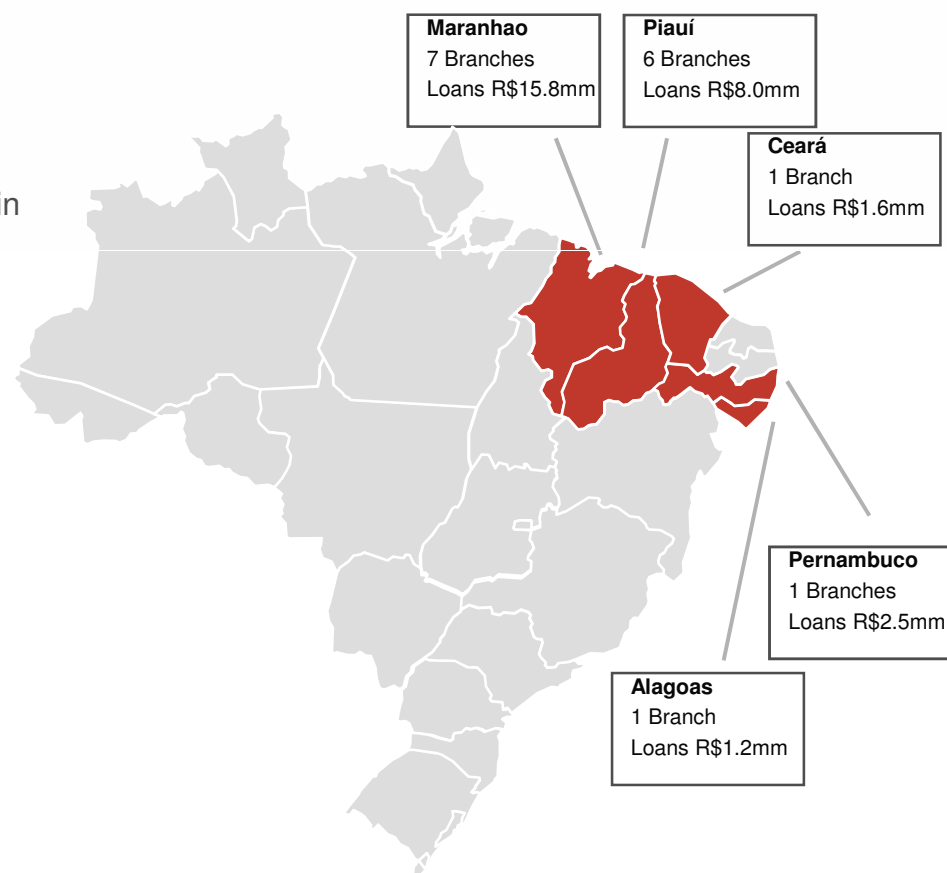 Maranhao
7 Branches
Loans R$15.8mm
Piauí
6 Branches
Loans R$8.0mm
Ceará
1 Branch
Loans R$1.6mm
in
Pernambuco
1 Branches
Loans R$2.5mm
Alagoas
1 Branch
Loans R$1.2mm